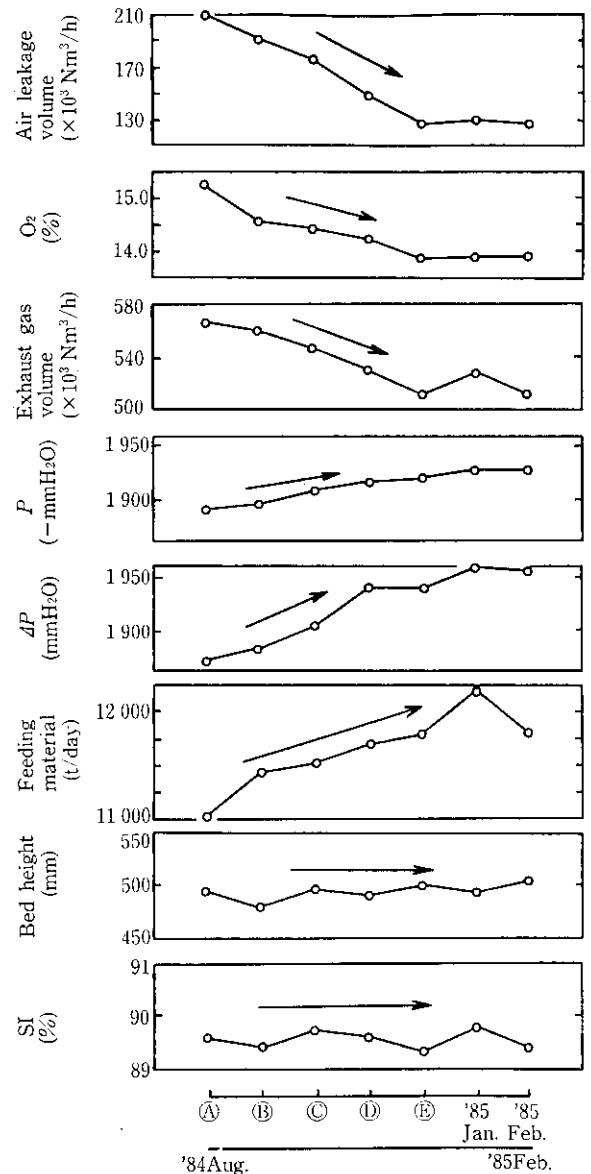 Air leakage
volume
(×10³ Nm³/h)
210
170
130
O₂
(%)
15.0
14.0
Exhaust gas
volume
(×10³ Nm³/h)
580
540
500
P
(−mmH₂O)
1 950
1 900
ΔP
(mmH₂O)
1 950
1 900
Feeding
material
(t/day)
12 000
11 000
Bed height
(mm)
550
500
450
SI
(%)
91
90
89
Ⓐ Ⓑ Ⓒ Ⓓ Ⓔ '85 '85
Jan. Feb.
'84Aug. '85Feb.